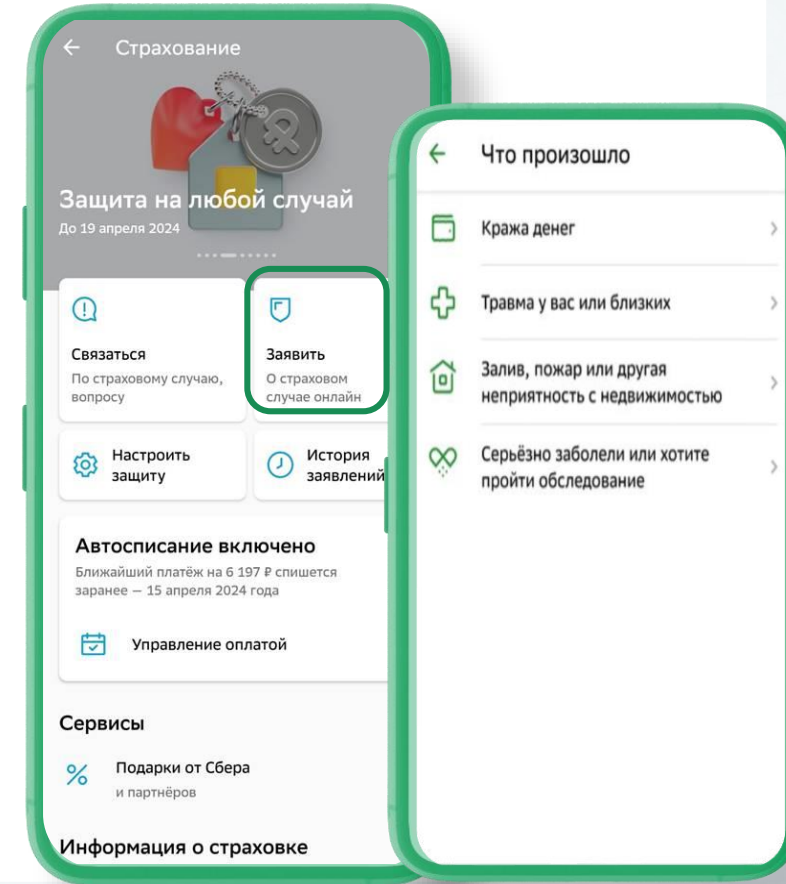 Страхование
Защита на любой случай
До 19 апреля 2024
Связаться
По страховому случаю,
вопросу
Заявить
О страховом
случае онлайн
Настроить
защиту
История
заявлений
Автосписание включено
Ближайший платёж на 6 197 ₽ спишется
заранее — 15 апреля 2024 года
Управление оплатой
Сервисы
Подарки от Сбера
и партнёров
Информация о страховке
Что произошло
Кража денег
Травма у вас или близких
Залив, пожар или другая
неприятность с недвижимостью
Серьёзно заболели или хотите
пройти обследование